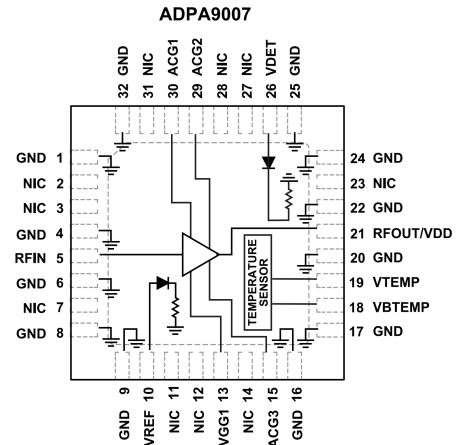 ADPA9007
32 GND
31 NIC
30 ACG1
29 ACG2
28 NIC
27 NIC
26 VDET
25 GND
GND 1
NIC 2
NIC 3
GND 4
RFIN 5
GND 6
NIC 7
GND 8
24 GND
23 NIC
22 GND
21 RFOUT/VDD
20 GND
19 VTEMP
18 VBTEMP
17 GND
TEMPERATURE
SENSOR
GND 9
VREF 10
NIC 11
NIC 12
VGG1 13
NIC 14
ACG3 15
GND 16